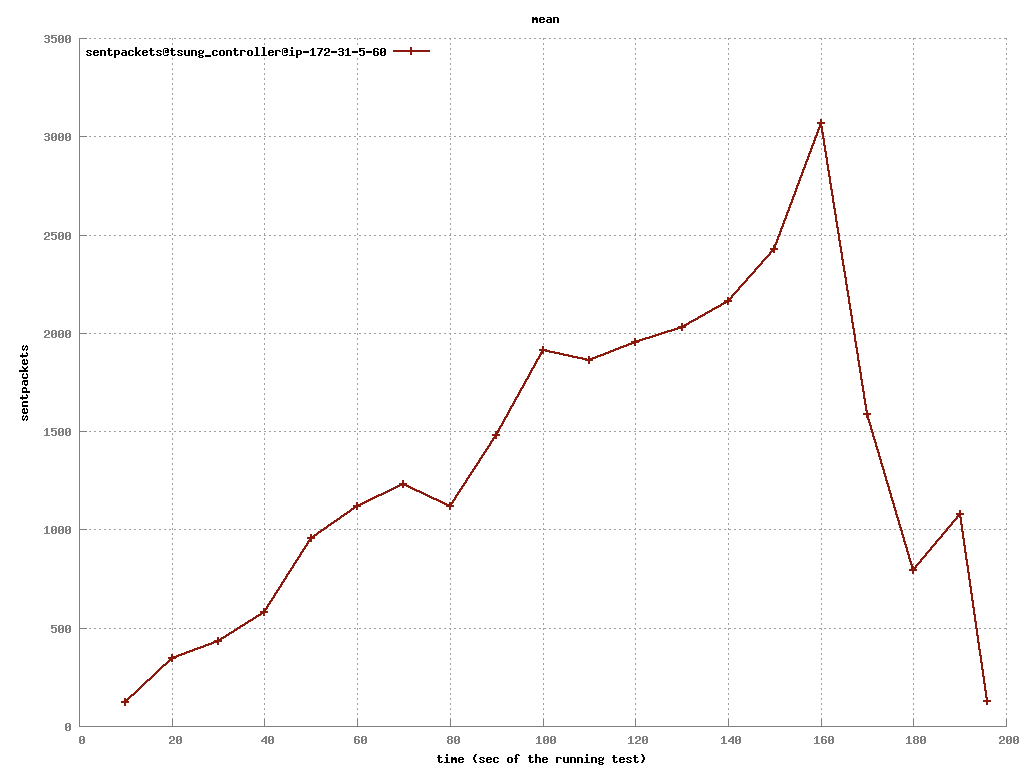 mean
3500
sentpackets@tsung_controller@ip-172-31-5-60
3000
2500
2000
sentpackets
1500
1000
500
0
0 20 40 60 80 100 120 140 160 180 200
time (sec of the running test)